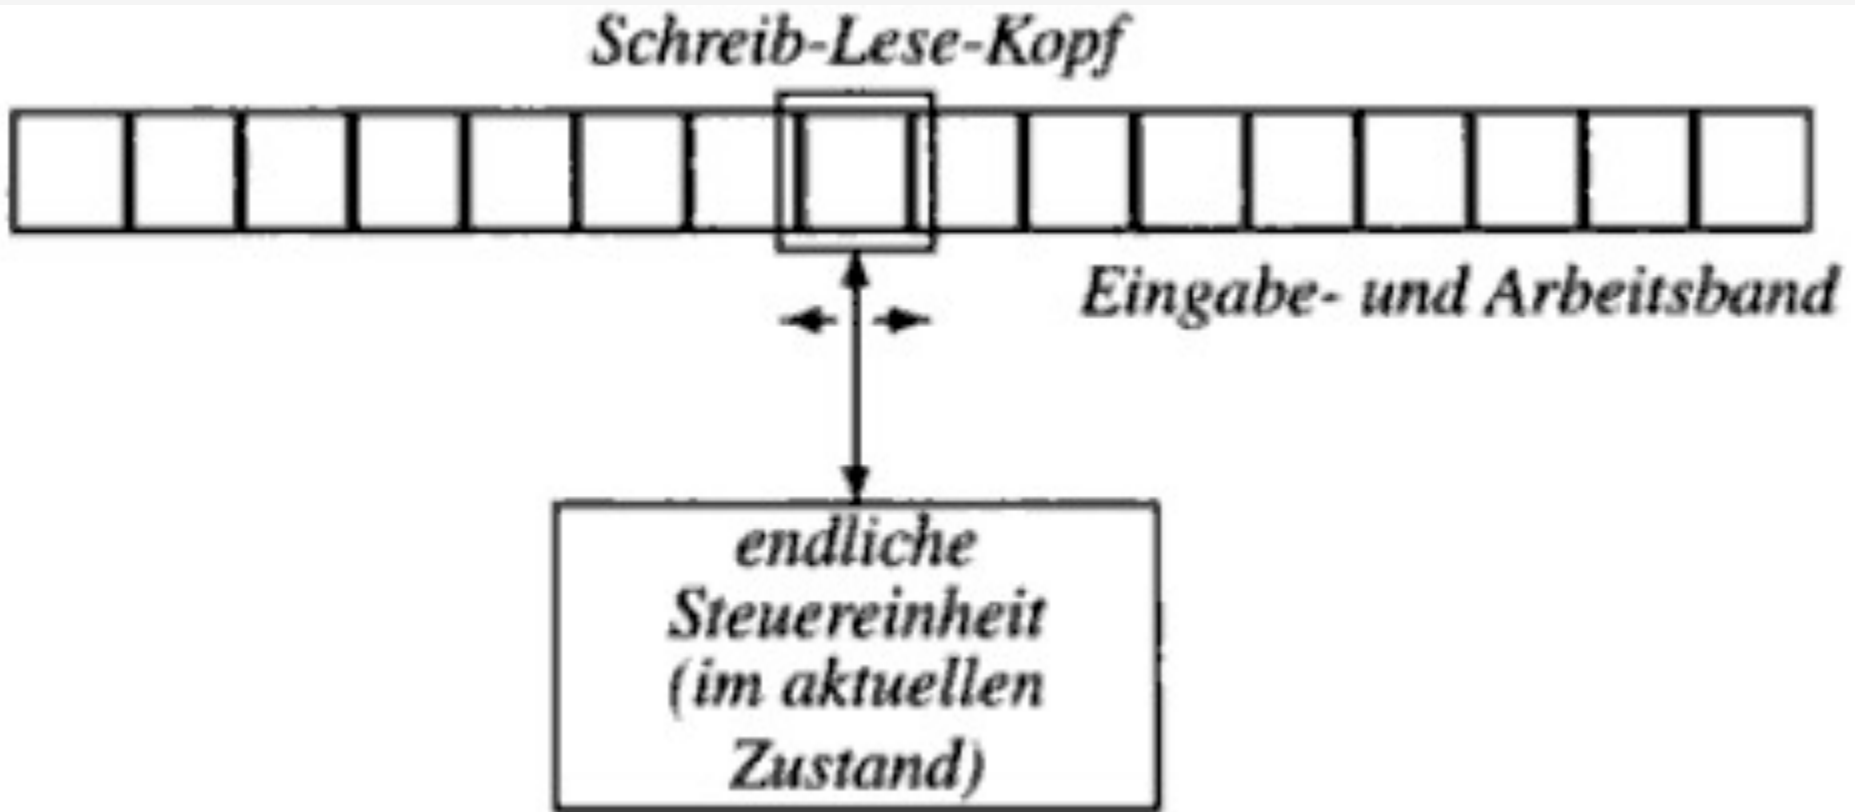 Schreib-Lese-Kopf
Eingabe- und Arbeitsband
endliche
Steuereinheit
(im aktuellen
Zustand)